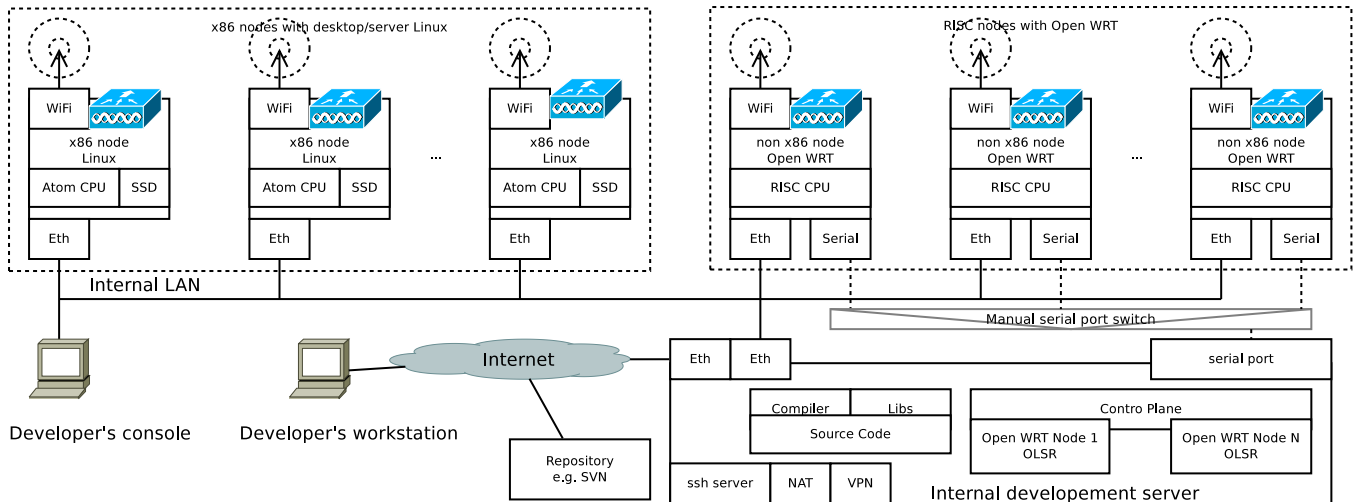 x86 nodes with desktop/server Linux
RISC nodes with Open WRT
WiFi
WiFi
WiFi
WiFi
WiFi
WiFi
x86 node
Linux
x86 node
Linux
...
x86 node
Linux
non x86 node
Open WRT
non x86 node
Open WRT
...
non x86 node
Open WRT
Atom CPU
SSD
Atom CPU
SSD
Atom CPU
SSD
RISC CPU
RISC CPU
RISC CPU
Eth
Eth
Eth
Eth
Serial
Eth
Serial
Eth
Serial
Internal LAN
Manual serial port switch
Internet
Eth
Eth
serial port
Developer's console
Developer's workstation
Repository
e.g. SVN
Compiler
Libs
Source Code
Contro Plane
Open WRT Node 1
OLSR
Open WRT Node N
OLSR
ssh server
NAT
VPN
Internal developement server